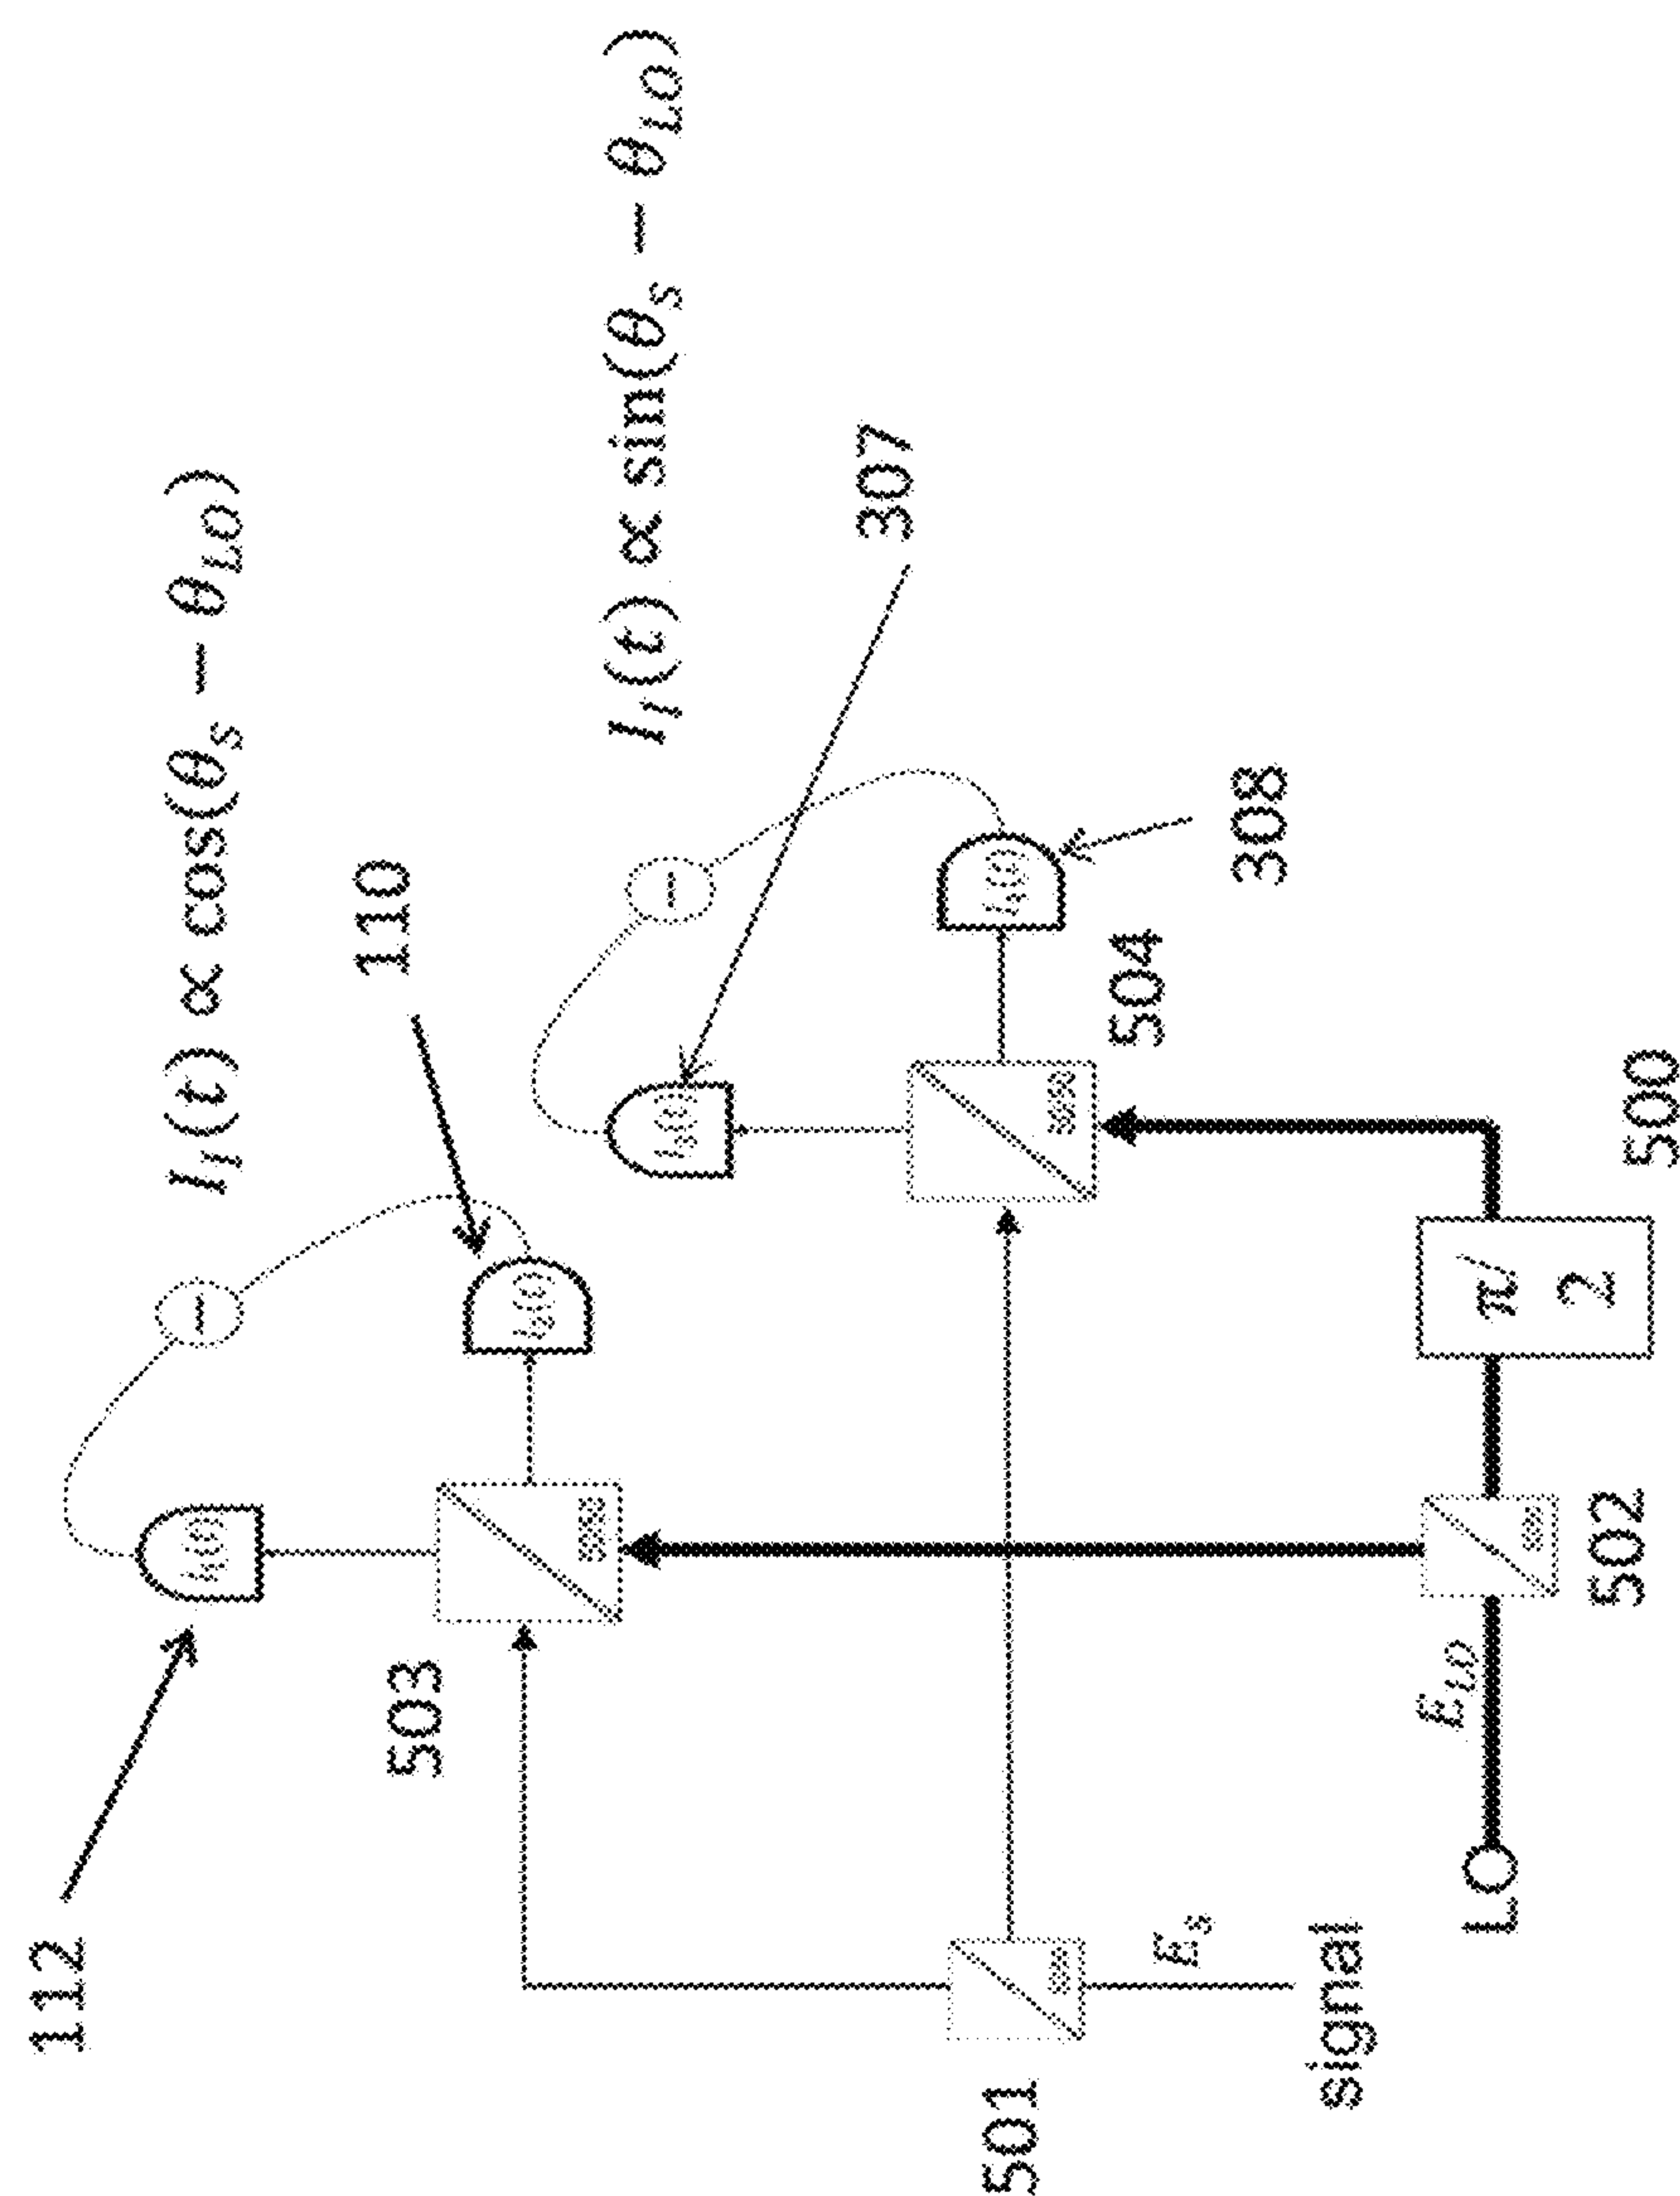 I_I(t) ∝ cos(θ_s − θ_LO)
112
110
−
I_I(t) ∝ sin(θ_s − θ_LO)
503
307
−
504
308
501
E_s
signal
E_LO
LO
502
π/
2
500